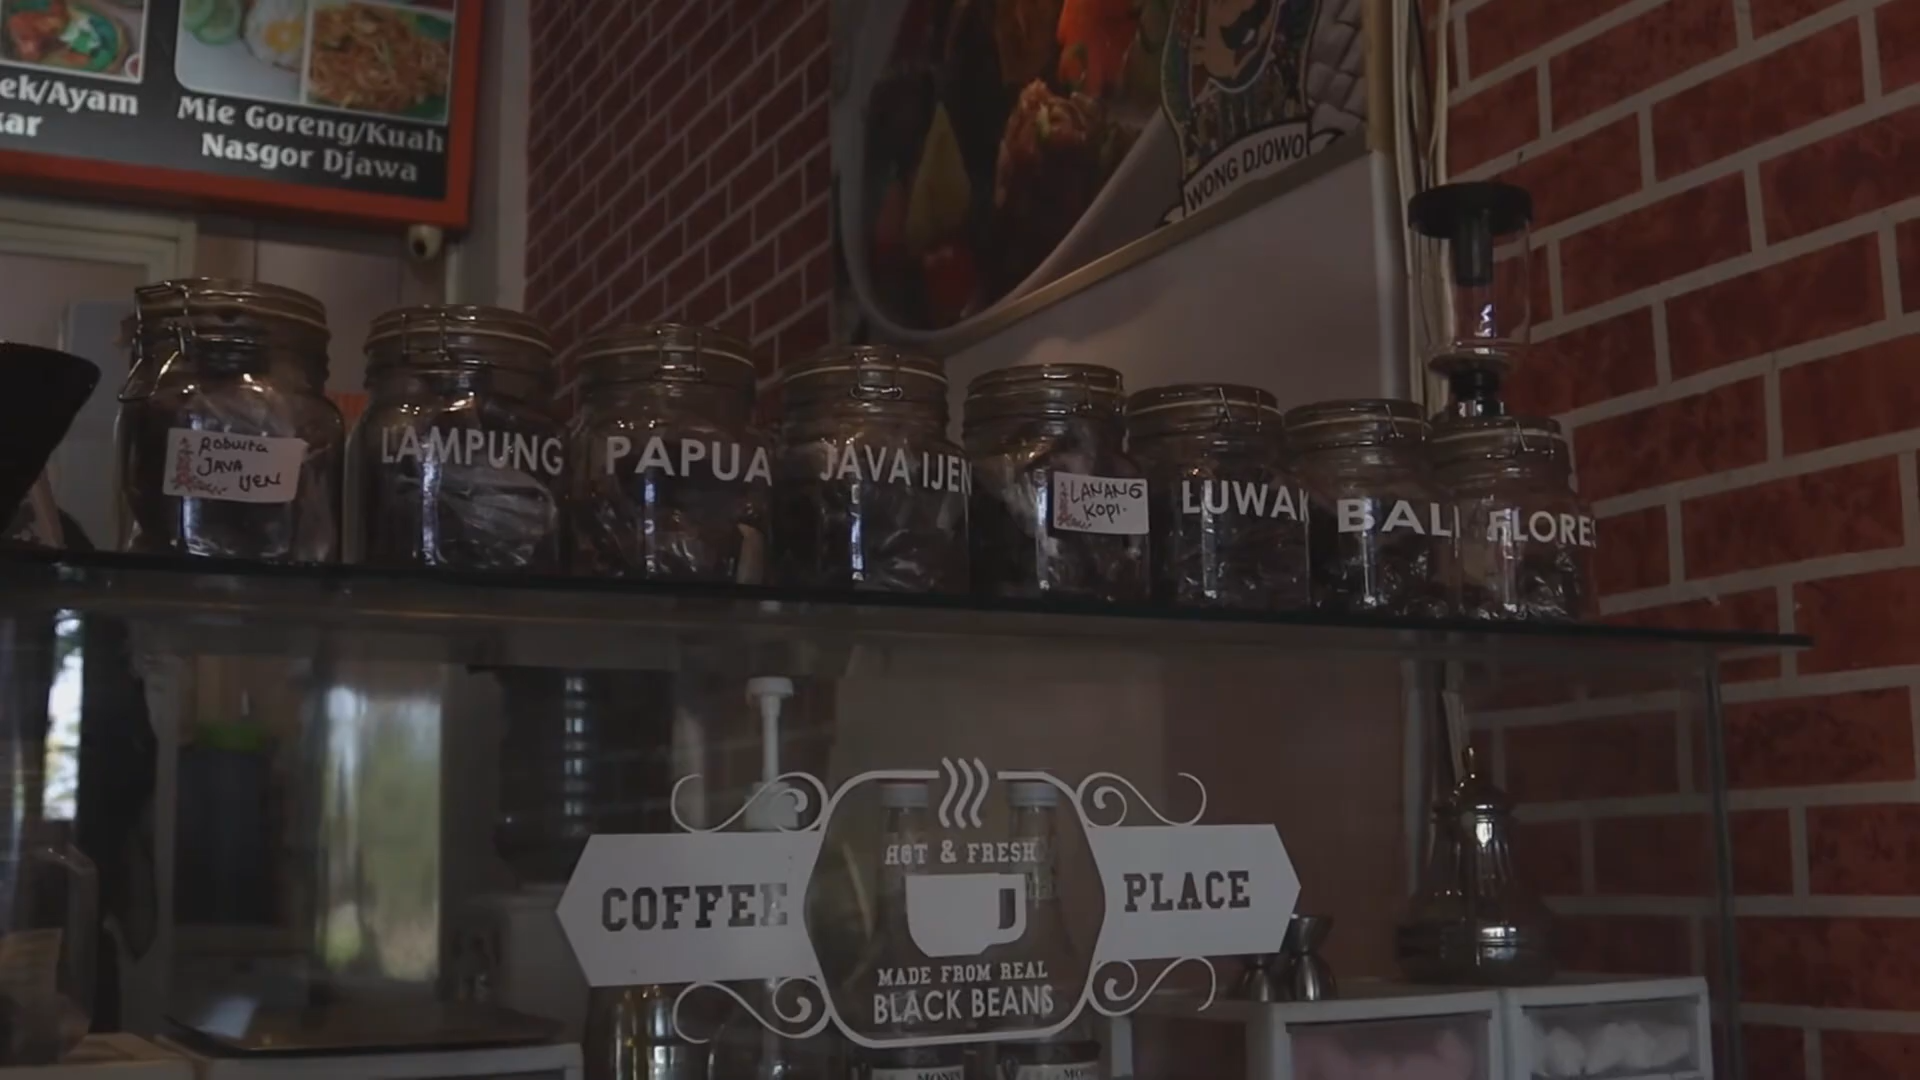 ek/Ayam
kar
Mie Goreng/Kuah
Nasgor Djawa
WONG DJOWO
Robusta
JAVA
IJEN
LAMPUNG
PAPUA
JAVA IJEN
LANANG
KOPI.
LUWAK
BALI
FLORES
HOT & FRESH
COFFEE
PLACE
MADE FROM REAL
BLACK BEANS